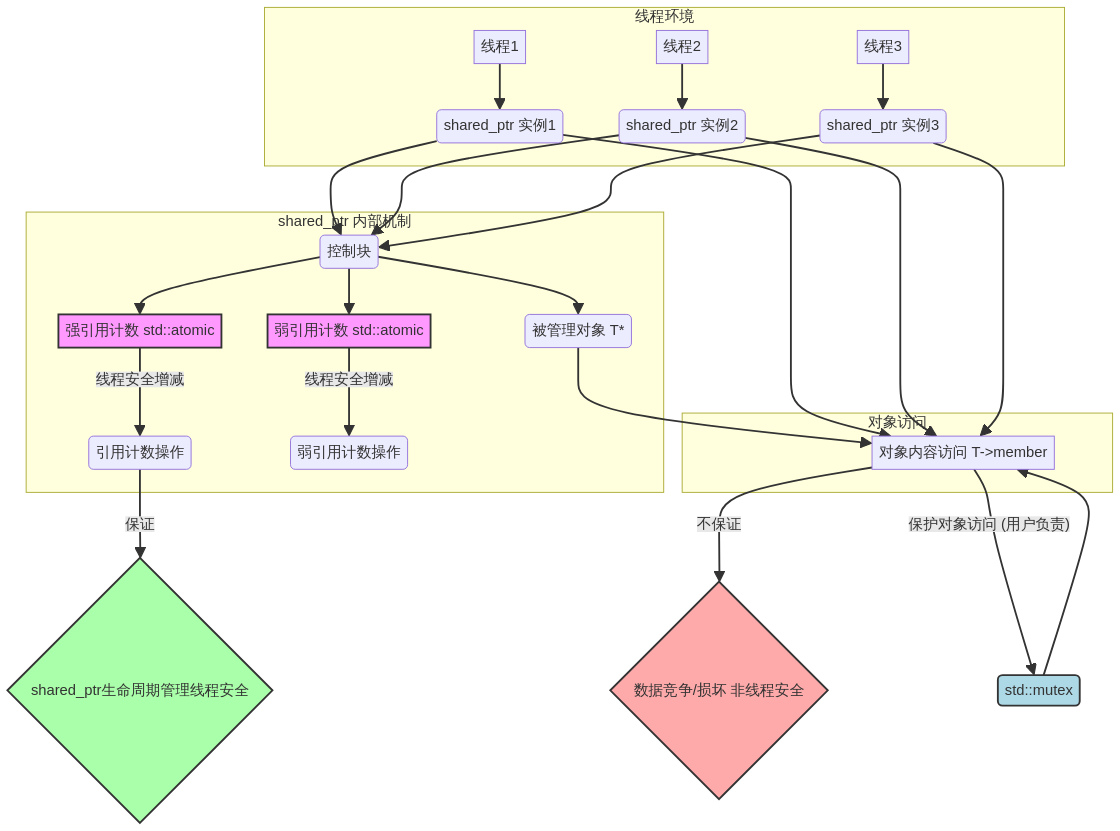 线程环境
线程1
线程2
线程3
shared_ptr 实例1
shared_ptr 实例2
shared_ptr 实例3
shared_ptr 内部机制
控制块
强引用计数 std::atomic
弱引用计数 std::atomic
被管理对象 T*
线程安全增减
线程安全增减
对象访问
引用计数操作
弱引用计数操作
对象内容访问 T->member
保证
不保证
保护对象访问 (用户负责)
shared_ptr生命周期管理线程安全
数据竞争/损坏 非线程安全
std::mutex